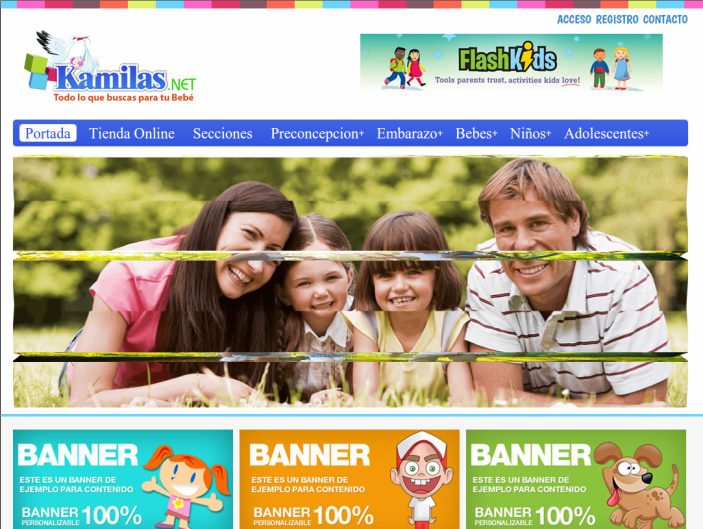 ACCESO REGISTRO CONTACTO
Kamilas.NET
Todo lo que buscas para tu Bebé
FlashKids
Tools parents trust, activities kids love!
Portada Tienda Online Secciones Preconcepcion+ Embarazo+ Bebes+ Niños+ Adolescentes+
BANNER
ESTE ES UN BANNER DE
EJEMPLO PARA CONTENIDO
BANNER 100%
PERSONALIZABLE
BANNER
ESTE ES UN BANNER DE
EJEMPLO PARA CONTENIDO
BANNER 100%
PERSONALIZABLE
BANNER
ESTE ES UN BANNER DE
EJEMPLO PARA CONTENIDO
BANNER 100%
PERSONALIZABLE